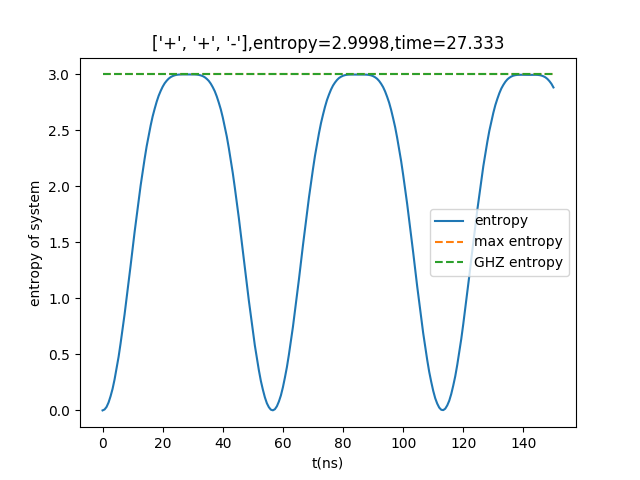 ['+', '+', '-'],entropy=2.9998,time=27.333
3.0
2.5
2.0
1.5
1.0
0.5
0.0
entropy of system
entropy
max entropy
GHZ entropy
0 20 40 60 80 100 120 140
t(ns)